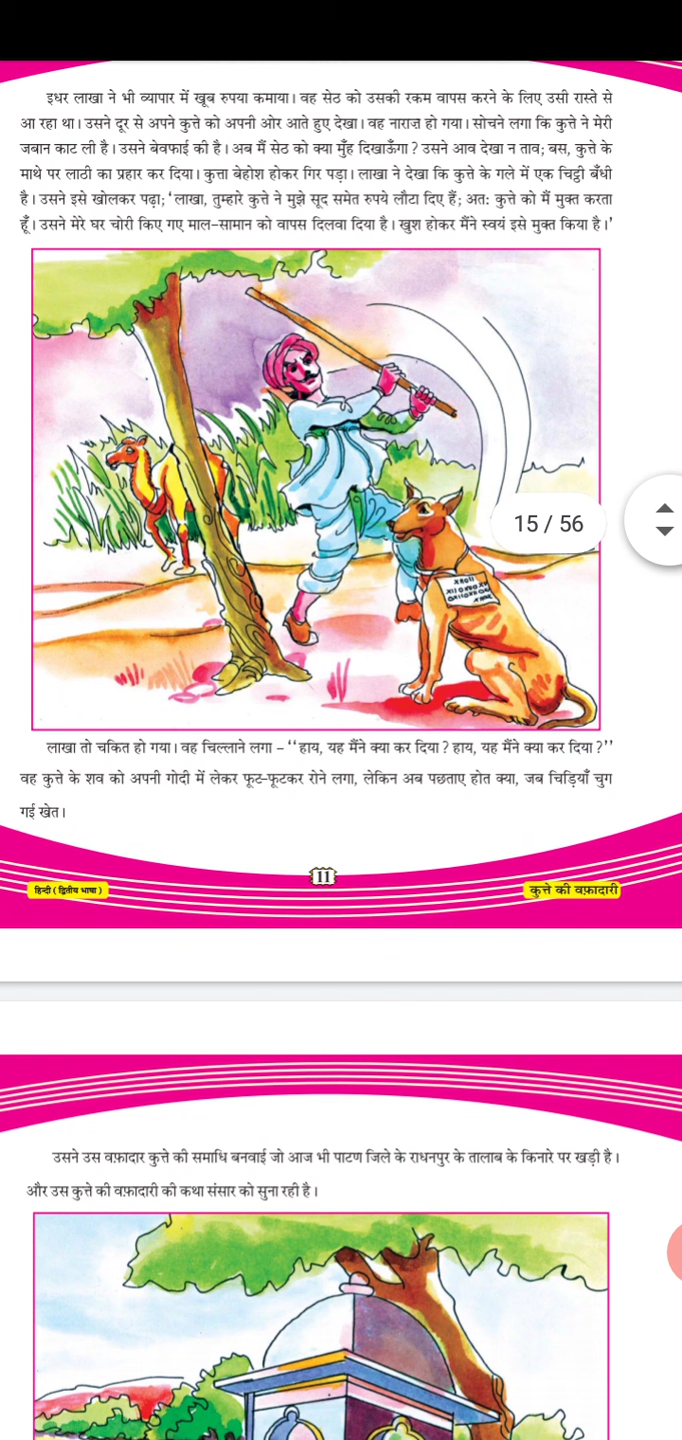 इधर लाखा ने भी व्यापार में खूब रुपया कमाया। वह सेठ को उसकी रकम वापस करने के लिए उसी रास्ते से
आ रहा था। उसने दूर से अपने कुत्ते को अपनी ओर आते हुए देखा। वह नाराज़ हो गया। सोचने लगा कि कुत्ते ने मेरी
जबान काट ली है। उसने बेवफाई की है। अब मैं सेठ को क्या मुँह दिखाऊँगा ? उसने आव देखा न ताव; बस, कुत्ते के
माथे पर लाठी का प्रहार कर दिया। कुत्ता बेहोश होकर गिर पड़ा। लाखा ने देखा कि कुत्ते के गले में एक चिट्ठी बँधी
है। उसने इसे खोलकर पढ़ा; ‘लाखा, तुम्हारे कुत्ते ने मुझे सूद समेत रुपये लौटा दिए हैं; अतः कुत्ते को मैं मुक्त करता
हूँ। उसने मेरे घर चोरी किए गए माल-सामान को वापस दिलवा दिया है। खुश होकर मैंने स्वयं इसे मुक्त किया है।’
15 / 56
लाखा तो चकित हो गया। वह चिल्लाने लगा - ‘‘हाय, यह मैंने क्या कर दिया ? हाय, यह मैंने क्या कर दिया ?’’
वह कुत्ते के शव को अपनी गोदी में लेकर फूट-फूटकर रोने लगा, लेकिन अब पछताए होत क्या, जब चिड़ियाँ चुग
गई खेत।
11
हिन्दी ( द्वितीय भाषा )
कुत्ते की वफ़ादारी
उसने उस वफ़ादार कुत्ते की समाधि बनवाई जो आज भी पाटण जिले के राधनपुर के तालाब के किनारे पर खड़ी है।
और उस कुत्ते की वफ़ादारी की कथा संसार को सुना रही है।